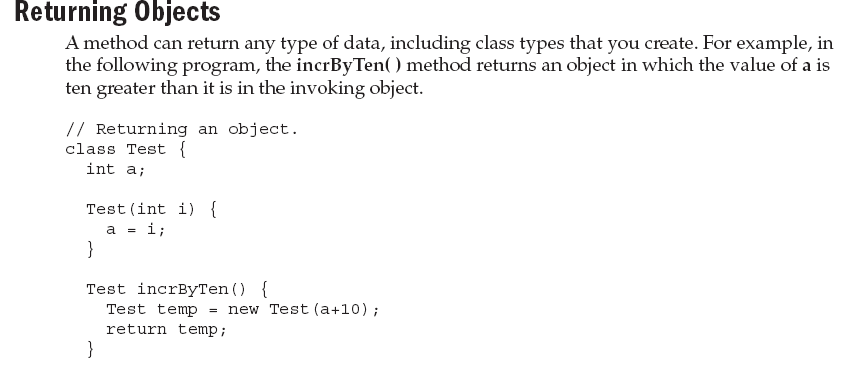 Returning Objects
A method can return any type of data, including class types that you create. For example, in
the following program, the incrByTen( ) method returns an object in which the value of a is
ten greater than it is in the invoking object.
// Returning an object.
class Test {
int a;
Test(int i) {
a = i;
}
Test incrByTen() {
Test temp = new Test(a+10);
return temp;
}